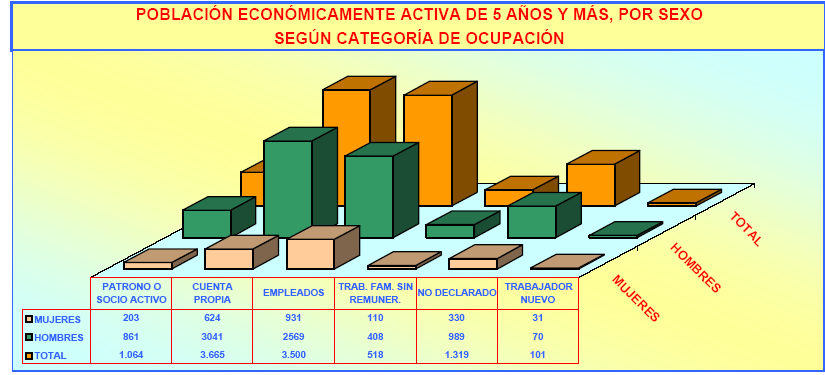 POBLACIÓN ECONÓMICAMENTE ACTIVA DE 5 AÑOS Y MÁS, POR SEXO
SEGÚN CATEGORÍA DE OCUPACIÓN
TOTAL
HOMBRES
MUJERES
PATRONO O SOCIO ACTIVO CUENTA PROPIA EMPLEADOS TRAB. FAM. SIN REMUNER. NO DECLARADO TRABAJADOR NUEVO
MUJERES 203 624 931 110 330 31
HOMBRES 861 3041 2569 408 989 70
TOTAL 1.064 3.665 3.500 518 1.319 101